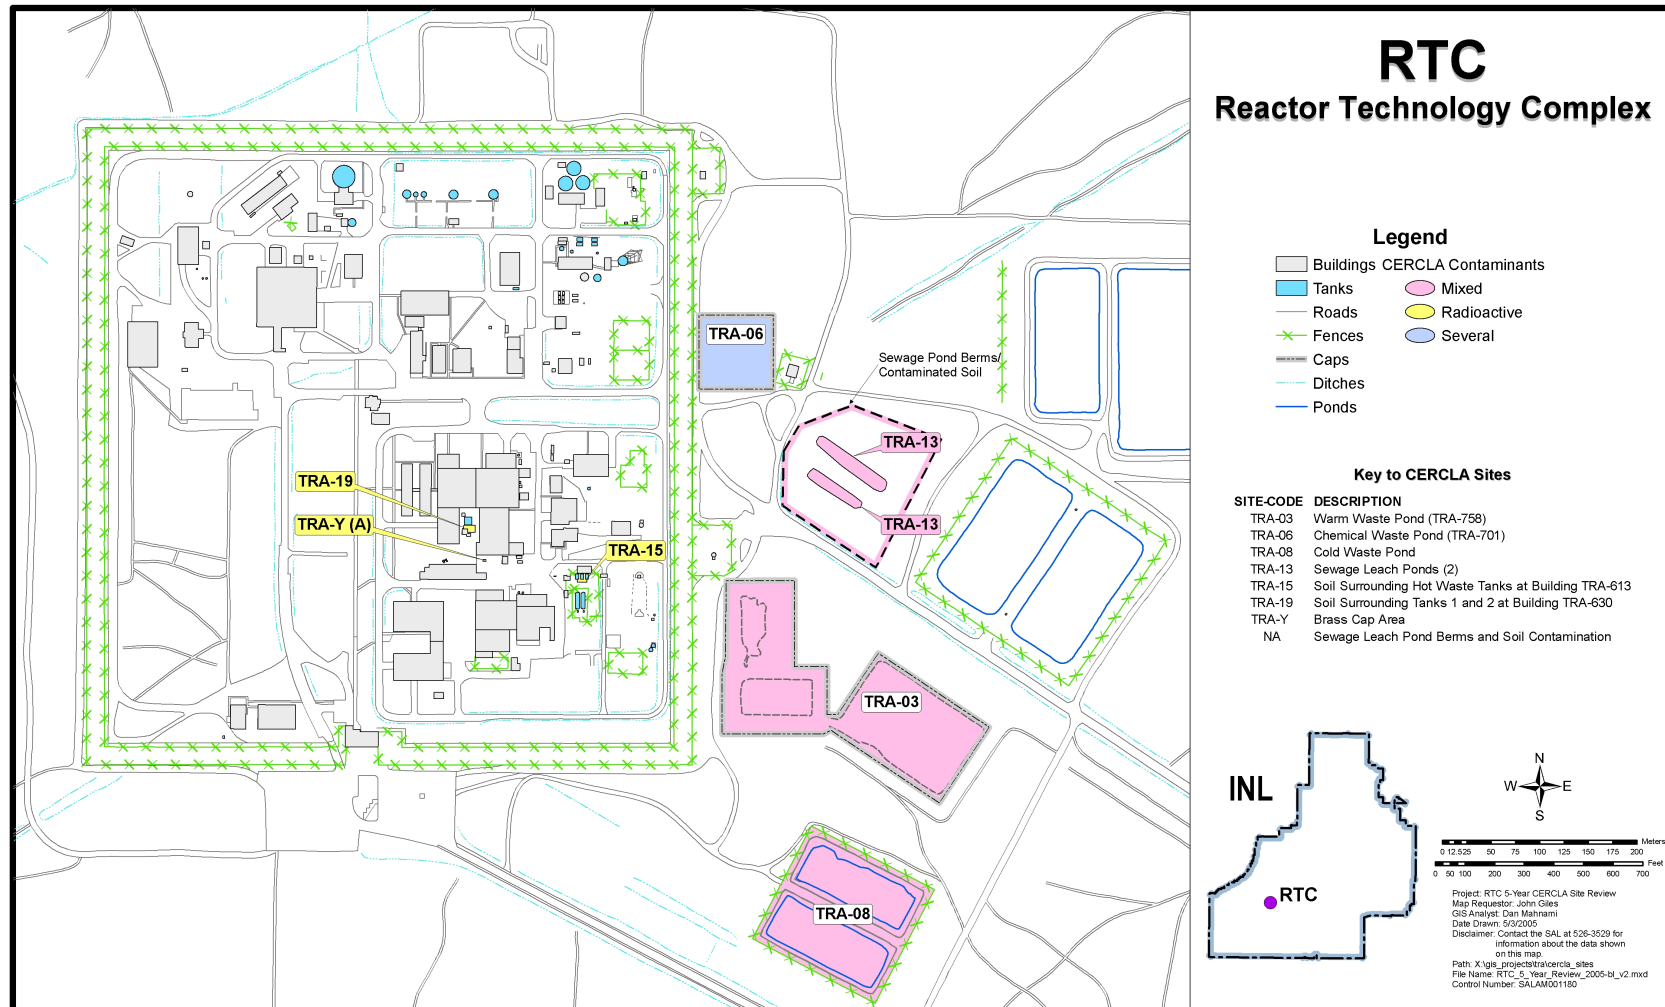 RTC
Reactor Technology Complex
Legend
Buildings CERCLA Contaminants
Tanks Mixed
Roads Radioactive
Fences Several
Caps
Ditches
Ponds
TRA-06
Sewage Pond Berms/
Contaminated Soil
TRA-13
TRA-19
TRA-Y (A)
TRA-13
TRA-15
TRA-03
TRA-08
Key to CERCLA Sites
SITE-CODE DESCRIPTION
TRA-03 Warm Waste Pond (TRA-758)
TRA-06 Chemical Waste Pond (TRA-701)
TRA-08 Cold Waste Pond
TRA-13 Sewage Leach Ponds (2)
TRA-15 Soil Surrounding Hot Waste Tanks at Building TRA-613
TRA-19 Soil Surrounding Tanks 1 and 2 at Building TRA-630
TRA-Y Brass Cap Area
NA Sewage Leach Pond Berms and Soil Contamination
INL
RTC
N
W E
S
Meters
0 12.525 50 75 100 125 150 175 200
Feet
0 50 100 200 300 400 500 600 700
Project: RTC 5-Year CERCLA Site Review
Map Requestor: John Giles
GIS Analyst: Dan Mahnami
Date Drawn: 5/3/2005
Disclaimer: Contact the SAL at 526-3529 for
information about the data shown
on this map.
Path: X:\gis_projects\tra\cercla_sites
File Name: RTC_5_Year_Review_2005-bl_v2.mxd
Control Number: SALAM001180